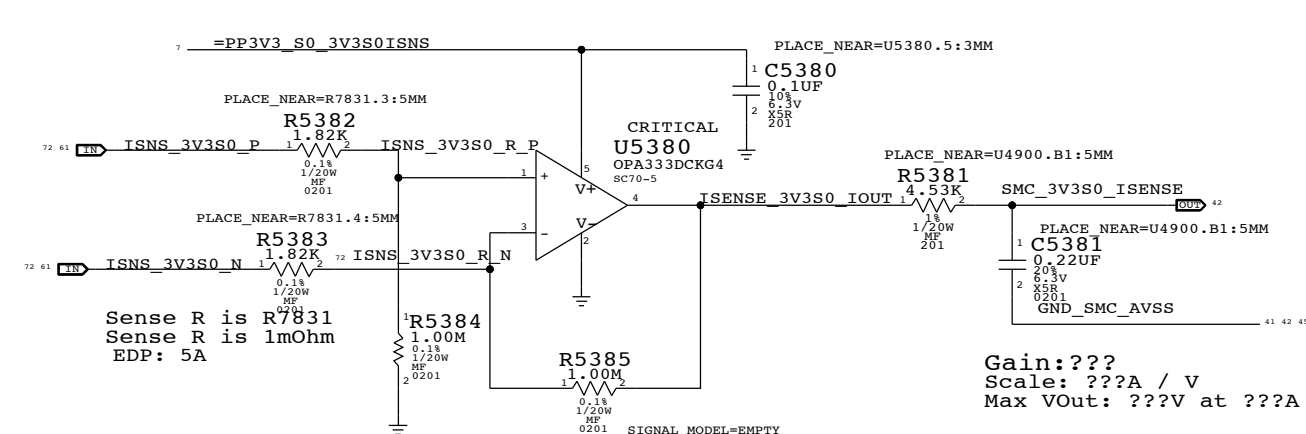 7 =PP3V3_S0_3V3S0ISNS
PLACE_NEAR=U5380.5:3MM
1 C5380
0.1UF
10%
6.3V
2 X5R
201
PLACE_NEAR=R7831.3:5MM
R5382
1.82K
72 61 IN ISNS_3V3S0_P 1 2 ISNS_3V3S0_R_P
0.1%
1/20W
MF
0201
CRITICAL
U5380
OPA333DCKG4
SC70-5
5
1 +
V+
4
3 -
V-
2
PLACE_NEAR=U4900.B1:5MM
R5381
4.53K
ISENSE_3V3S0_IOUT 1 2 SMC_3V3S0_ISENSE OUT 42
1%
1/20W
MF
201
PLACE_NEAR=R7831.4:5MM
R5383
1.82K
72 61 IN ISNS_3V3S0_N 1 2 72 ISNS_3V3S0_R_N
0.1%
1/20W
MF
0201
PLACE_NEAR=U4900.B1:5MM
1 C5381
0.22UF
20%
6.3V
2 X5R
0201
GND_SMC_AVSS 41 42
Sense R is R7831
Sense R is 1mOhm
EDP: 5A
1 R5384
1.00M
0.1%
1/20W
MF
2 0201
R5385
1.00M
1 2
0.1%
1/20W
MF
0201
SIGNAL_MODEL=EMPTY
Gain:???
Scale: ???A / V
Max VOut: ???V at ???A